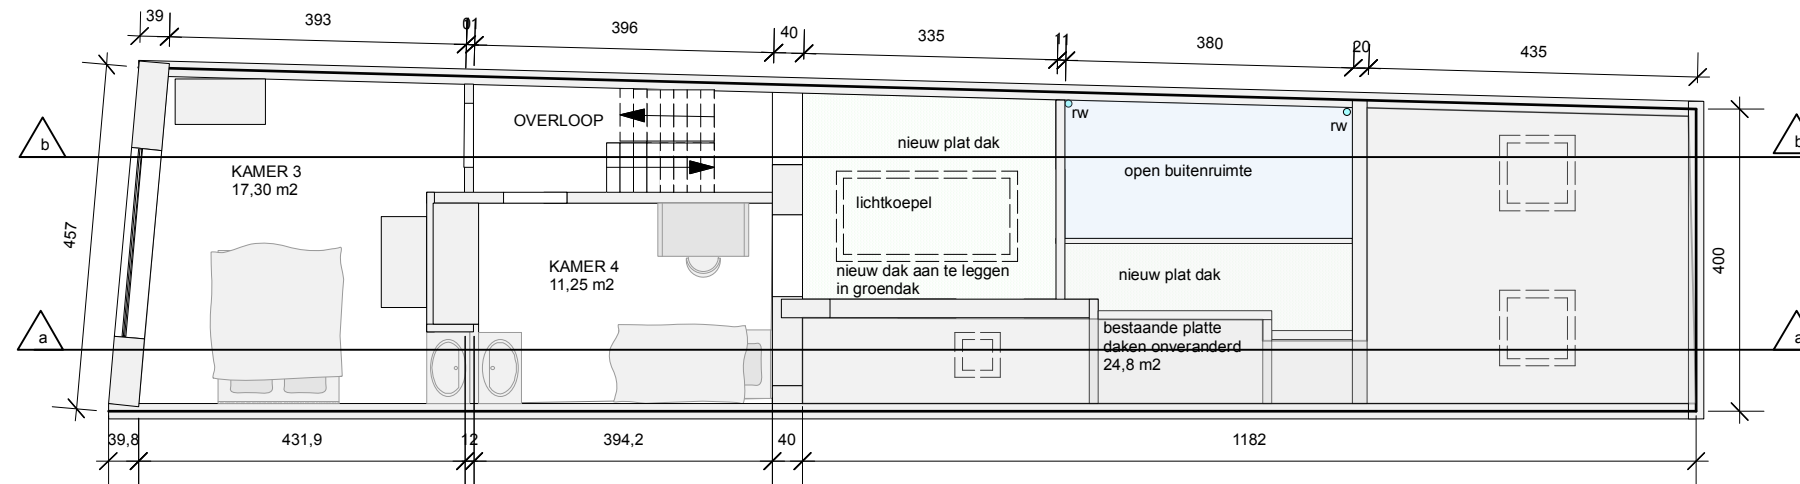 39
393
396
40
335
11
380
20
435
OVERLOOP
rw
rw
b
b
nieuw plat dak
KAMER 3
17,30 m2
open buitenruimte
lichtkoepel
457
400
KAMER 4
11,25 m2
nieuw dak aan te leggen
in groendak
nieuw plat dak
a
a
bestaande platte
daken onveranderd
24,8 m2
39,8
431,9
12
394,2
40
1182